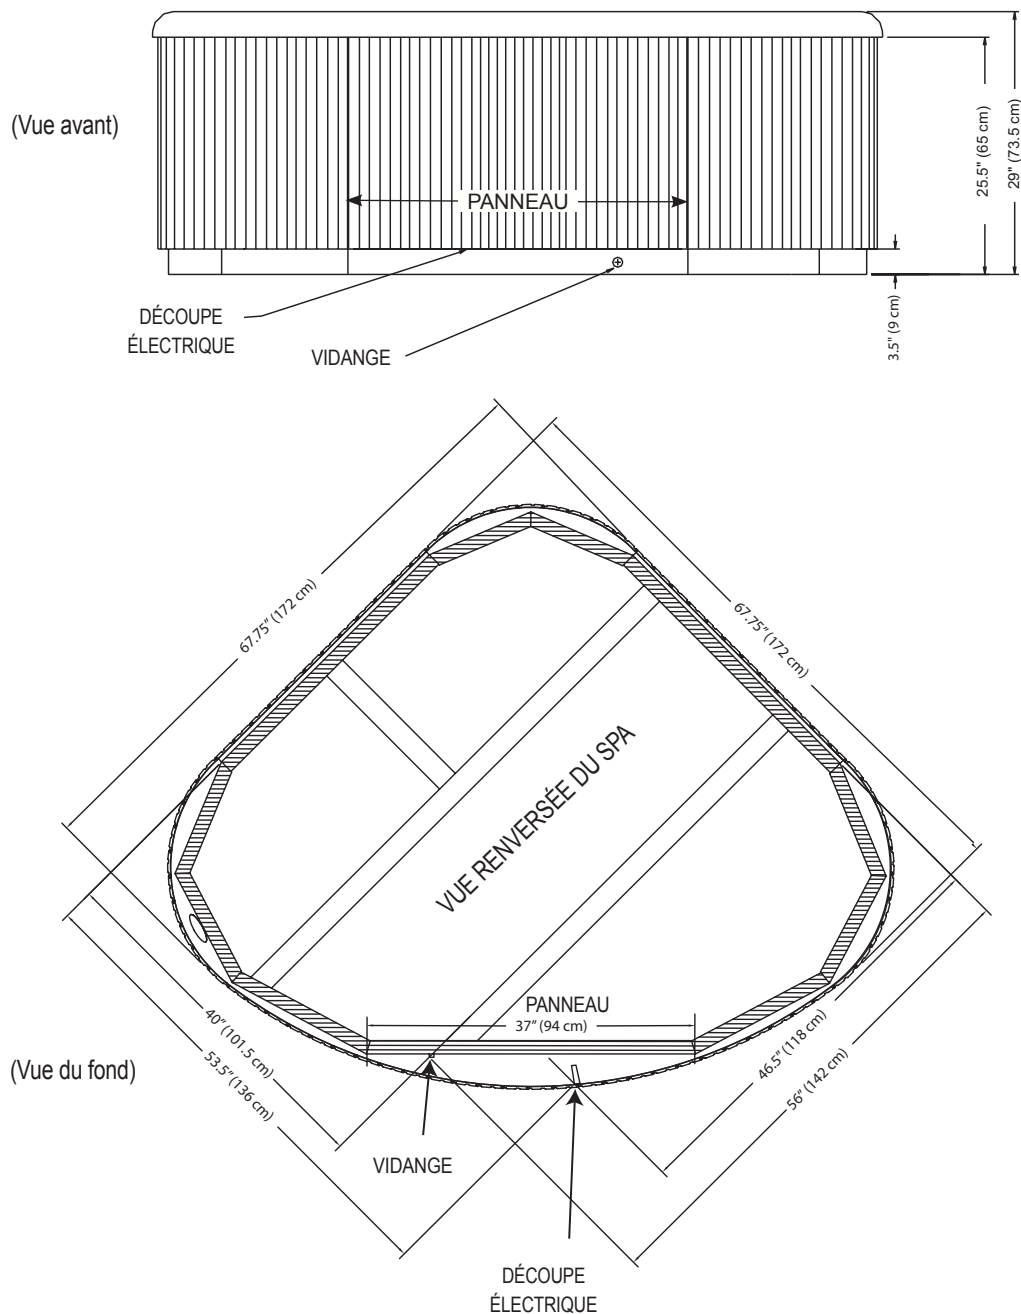 (Vue avant)
PANNEAU
25.5" (65 cm)
29" (73.5 cm)
3.5" (9 cm)
DÉCOUPE
ÉLECTRIQUE
VIDANGE
67.75" (172 cm)
67.75" (172 cm)
VUE RENVERSÉE DU SPA
PANNEAU
37" (94 cm)
40" (101.5 cm)
53.5" (136 cm)
46.5" (118 cm)
56" (142 cm)
(Vue du fond)
VIDANGE
DÉCOUPE
ÉLECTRIQUE